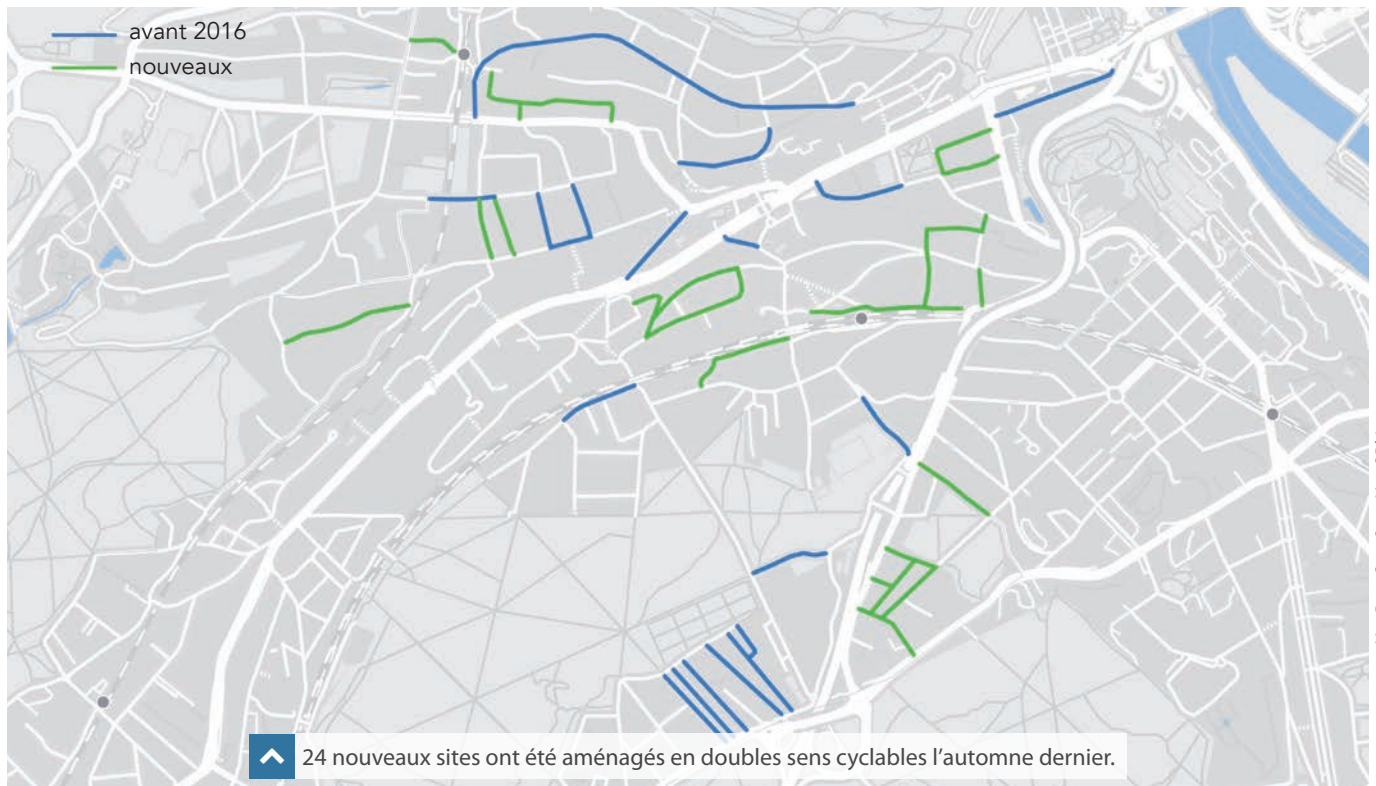 avant 2016
nouveaux
24 nouveaux sites ont été aménagés en doubles sens cyclables l'automne dernier.